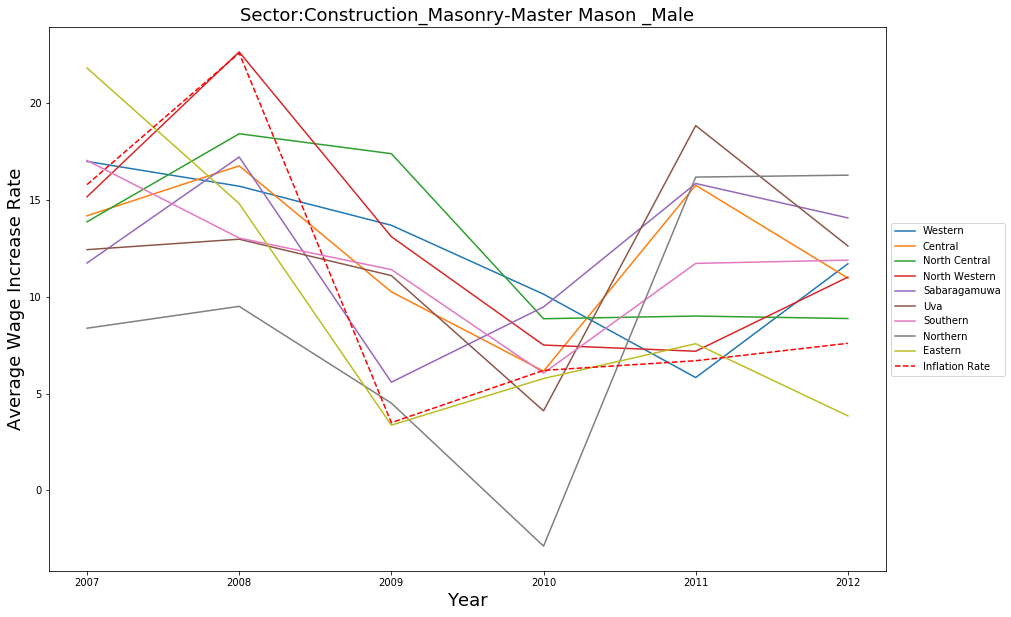 Sector:Construction_Masonry-Master Mason _Male
Average Wage Increase Rate
20
15
10
5
0
2007 2008 2009 2010 2011 2012
Year
Western
Central
North Central
North Western
Sabaragamuwa
Uva
Southern
Northern
Eastern
Inflation Rate